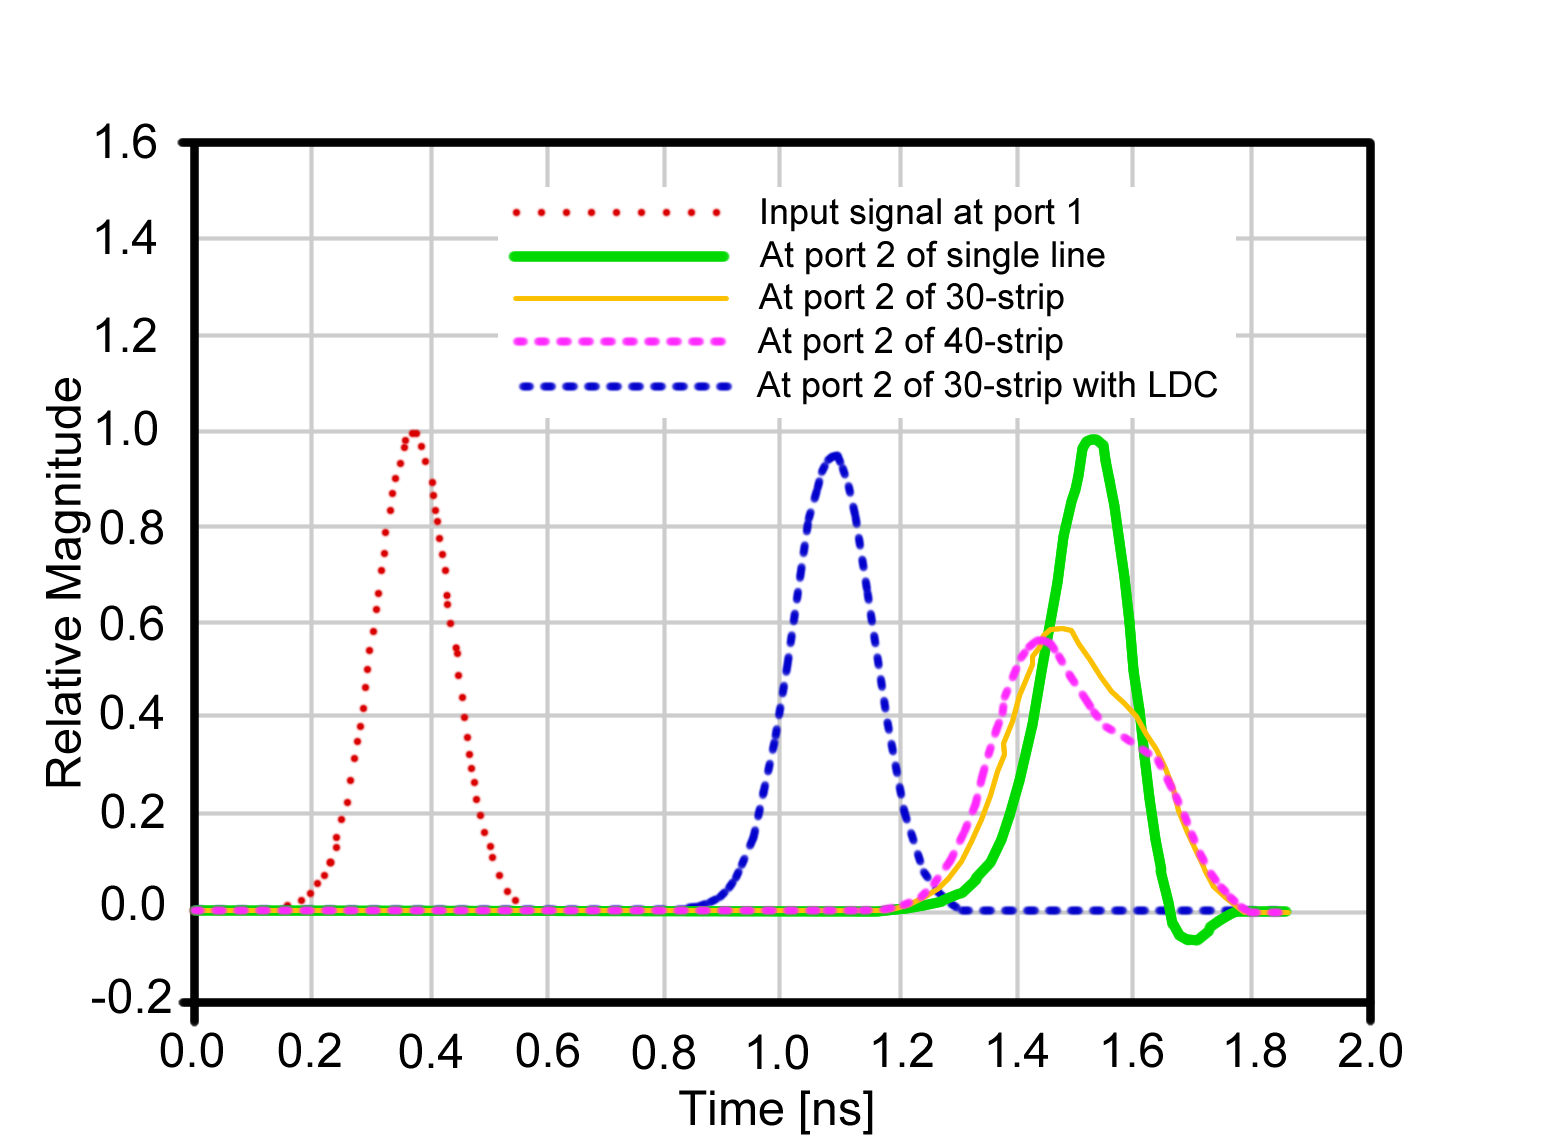 1.6
1.4
1.2
1.0
0.8
0.6
0.4
0.2
0.0
-0.2
Relative Magnitude
Input signal at port 1
At port 2 of single line
At port 2 of 30-strip
At port 2 of 40-strip
At port 2 of 30-strip with LDC
0.0 0.2 0.4 0.6 0.8 1.0 1.2 1.4 1.6 1.8 2.0
Time [ns]